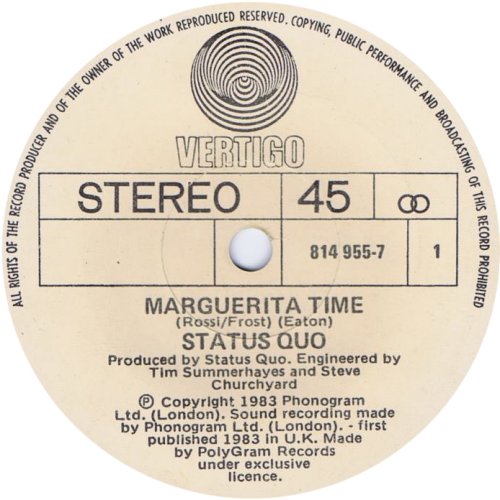 ALL RIGHTS OF THE RECORD PRODUCER AND OF THE OWNER OF THE WORK REPRODUCED RESERVED. COPYING, PUBLIC PERFORMANCE AND BROADCASTING OF THIS RECORD PROHIBITED
VERTIGO
STEREO 45
814 955-7 1
MARGUERITA TIME
(Rossi/Frost) (Eaton)
STATUS QUO
Produced by Status Quo. Engineered by
Tim Summerhayes and Steve
Churchyard
Ⓟ Copyright 1983 Phonogram
Ltd. (London). Sound recording made
by Phonogram Ltd. (London). - first
published 1983 in U.K. Made
by PolyGram Records
under exclusive
licence.